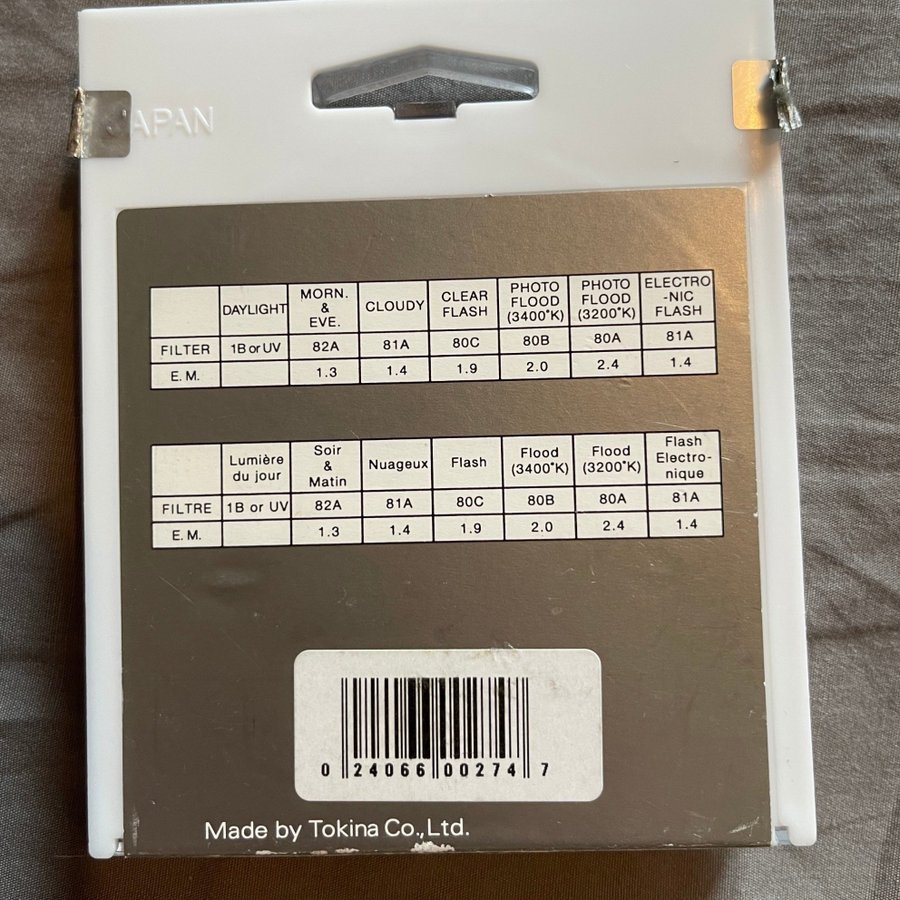 JAPAN
DAYLIGHT MORN. & EVE. CLOUDY CLEAR FLASH PHOTO FLOOD (3400°K) PHOTO FLOOD (3200°K) ELECTRO-NIC FLASH
FILTER 1B or UV 82A 81A 80C 80B 80A 81A
E. M. 1.3 1.4 1.9 2.0 2.4 1.4
Lumière du jour Soir & Matin Nuageux Flash Flood (3400°K) Flood (3200°K) Flash Electro-nique
FILTRE 1B or UV 82A 81A 80C 80B 80A 81A
E. M. 1.3 1.4 1.9 2.0 2.4 1.4
0 24066 00274 7
Made by Tokina Co., Ltd.